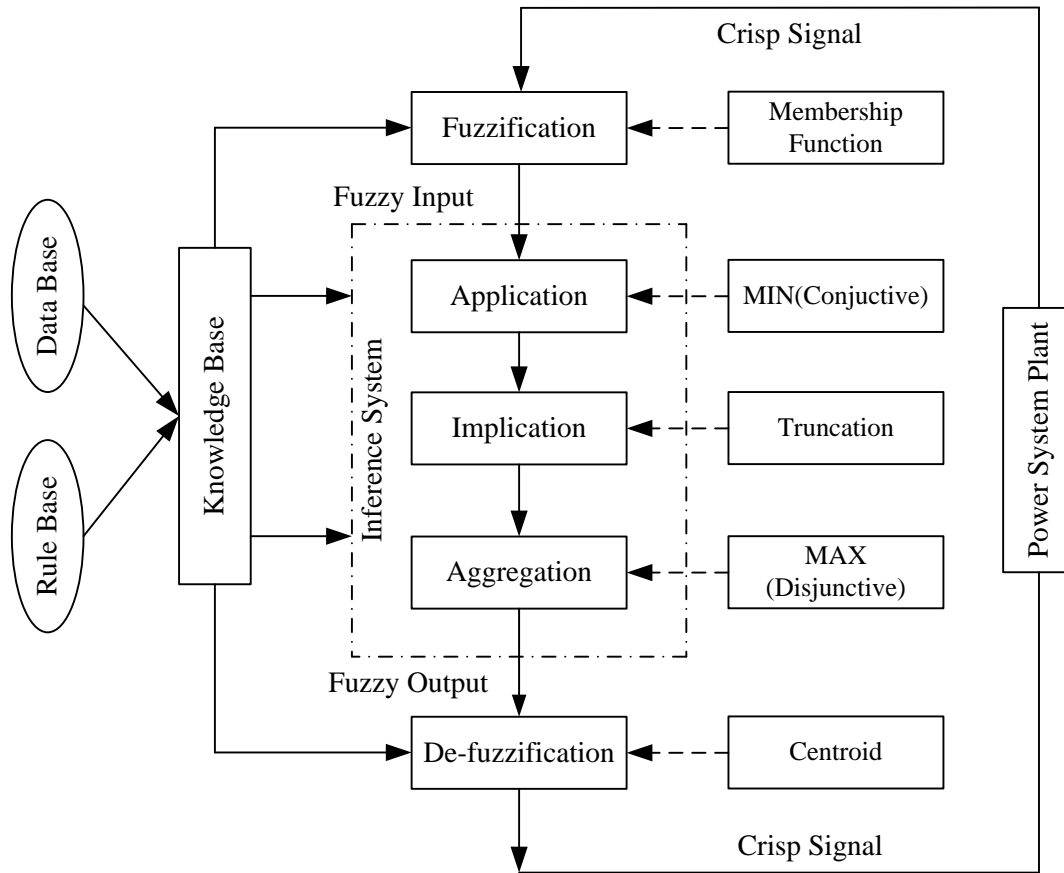 Crisp Signal
Fuzzification
Membership
Function
Fuzzy Input
Data Base
Rule Base
Knowledge Base
Inference System
Application
MIN(Conjuctive)
Implication
Truncation
Aggregation
MAX
(Disjunctive)
Power System Plant
Fuzzy Output
De-fuzzification
Centroid
Crisp Signal